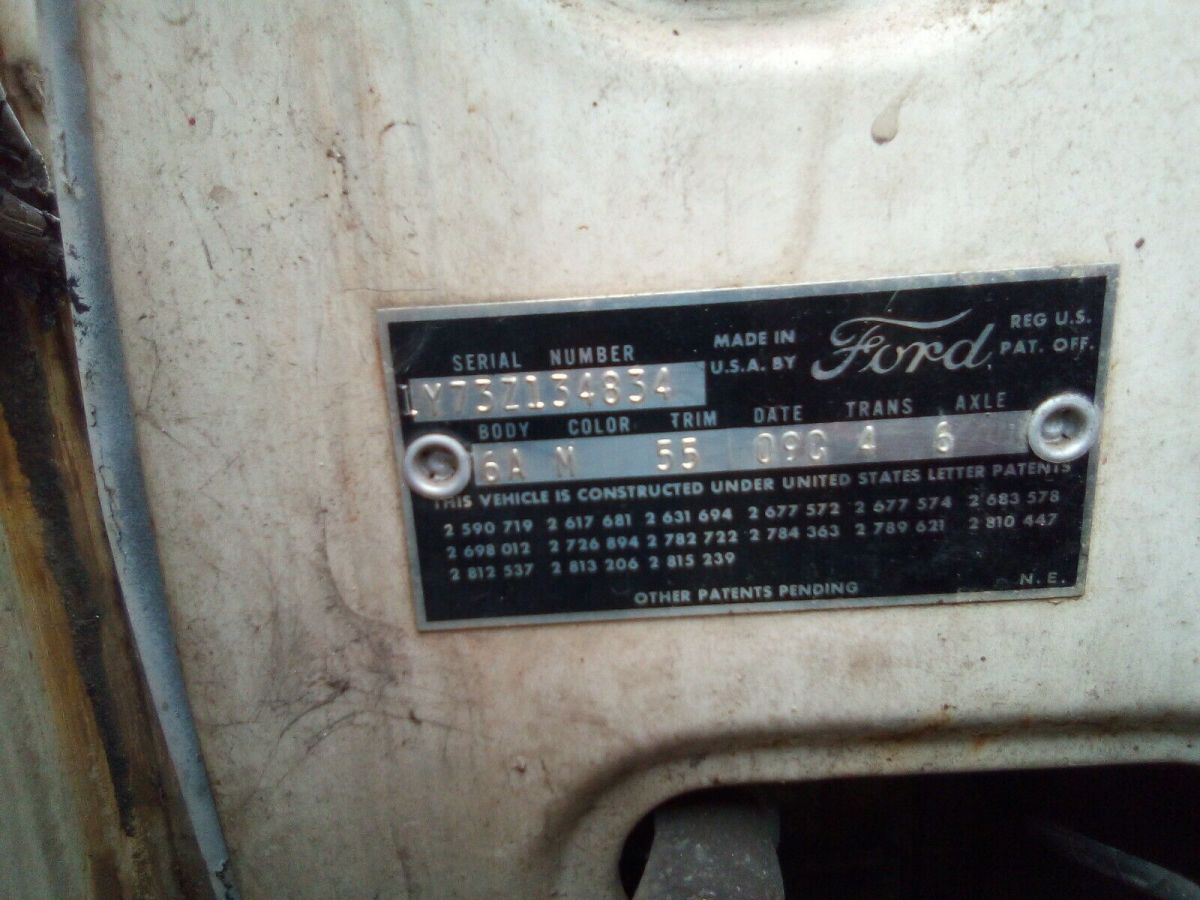 MADE IN
U.S.A. BY
Ford
REG U.S.
PAT. OFF.
SERIAL NUMBER
1Y73Z134834
BODY COLOR TRIM DATE TRANS AXLE
6A M 55 09G 4 6
THIS VEHICLE IS CONSTRUCTED UNDER UNITED STATES LETTER PATENTS
2 590 719 2 617 681 2 631 694 2 677 572 2 677 574 2 683 578
2 698 012 2 726 894 2 782 722 2 784 363 2 789 621 2 810 447
2 812 537 2 813 206 2 815 239
OTHER PATENTS PENDING
N. E.